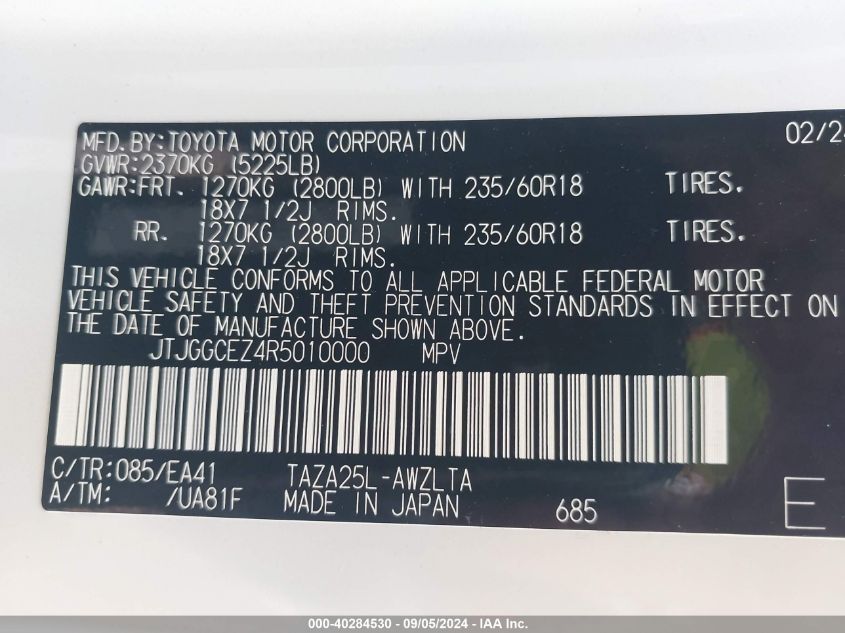 MFD.BY:TOYOTA MOTOR CORPORATION 02/2
GVWR:2370KG (5225LB)
GAWR:FRT. 1270KG (2800LB) WITH 235/60R18 TIRES.
18X7 1/2J RIMS.
RR. 1270KG (2800LB) WITH 235/60R18 TIRES.
18X7 1/2J RIMS.
THIS VEHICLE CONFORMS TO ALL APPLICABLE FEDERAL MOTOR
VEHICLE SAFETY AND THEFT PREVENTION STANDARDS IN EFFECT ON
THE DATE OF MANUFACTURE SHOWN ABOVE.
JTJGGCEZ4R5010000 MPV
C/TR:085/EA41 TAZA25L-AWZLTA
A/TM: /UA81F MADE IN JAPAN 685 E
000-40284530 - 09/05/2024 - IAA Inc.